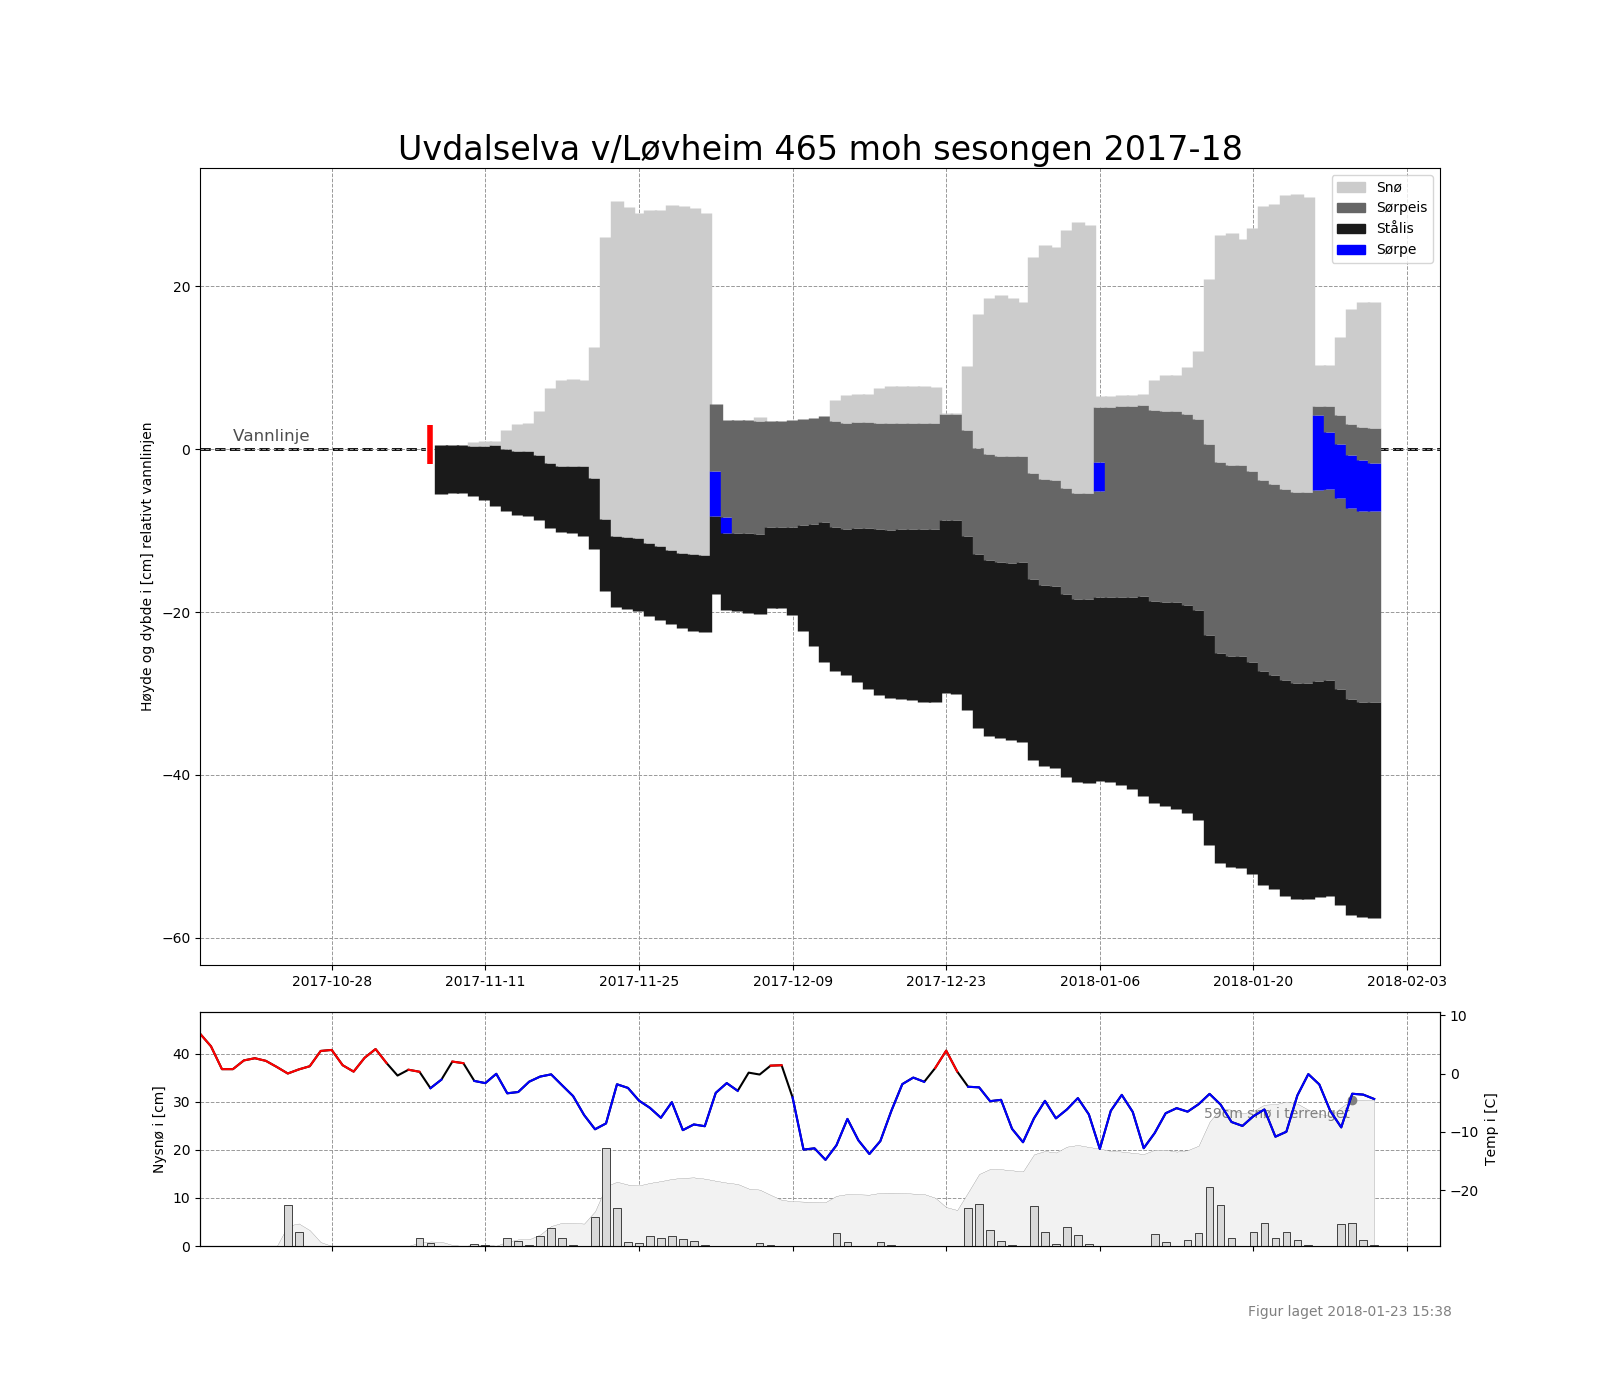 Uvdalselva v/Løvheim 465 moh sesongen 2017-18
Snø
Sørpeis
Stålis
Sørpe
Vannlinje
Høyde og dybde i [cm] relativt vannlinjen
20
0
−20
−40
−60
2017-10-28 2017-11-11 2017-11-25 2017-12-09 2017-12-23 2018-01-06 2018-01-20 2018-02-03
Nysnø i [cm]
40
30
20
10
0
59cm snø i terrenget
10
0
−10
−20
Temp i [C]
Figur laget 2018-01-23 15:38